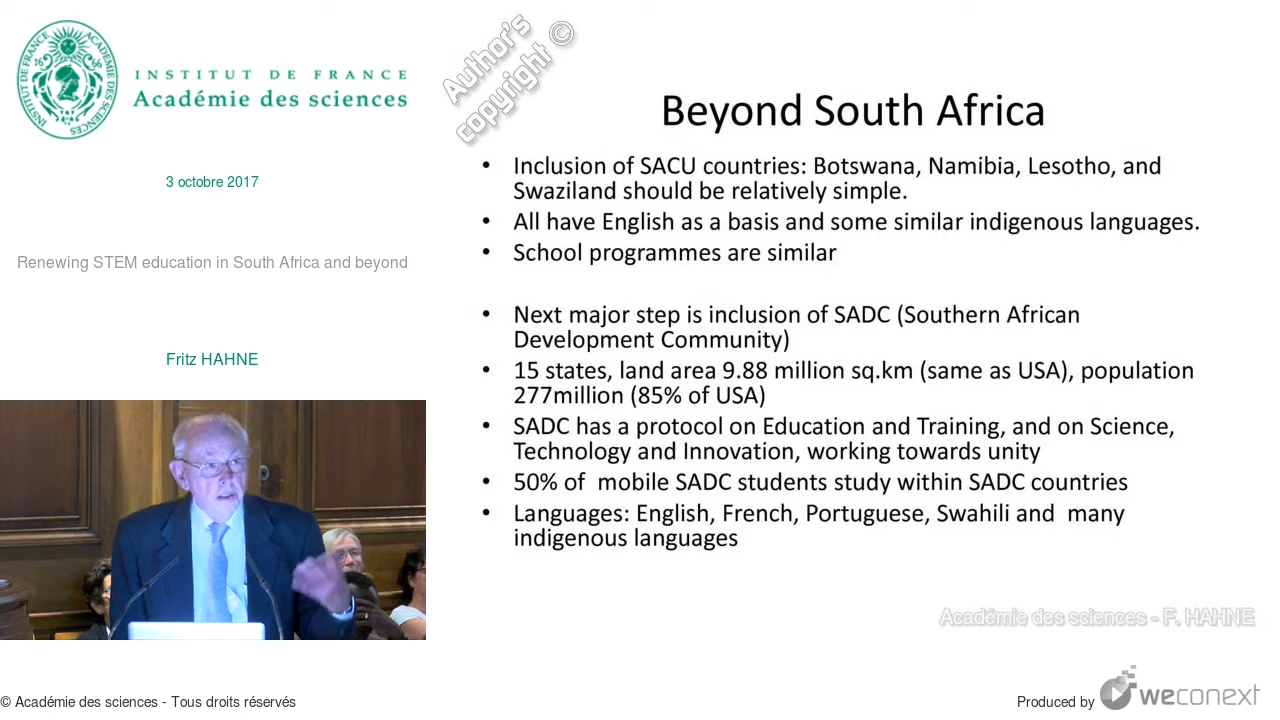 INSTITUT DE FRANCE
Académie des sciences
3 octobre 2017
Renewing STEM education in South Africa and beyond
Fritz HAHNE
Author's
copyright ©
Beyond South Africa
• Inclusion of SACU countries: Botswana, Namibia, Lesotho, and
Swaziland should be relatively simple.
• All have English as a basis and some similar indigenous languages.
• School programmes are similar
• Next major step is inclusion of SADC (Southern African
Development Community)
• 15 states, land area 9.88 million sq.km (same as USA), population
277million (85% of USA)
• SADC has a protocol on Education and Training, and on Science,
Technology and Innovation, working towards unity
• 50% of  mobile SADC students study within SADC countries
• Languages: English, French, Portuguese, Swahili and  many
indigenous languages
Académie des sciences - F. HAHNE
© Académie des sciences - Tous droits réservés
Produced by weconext